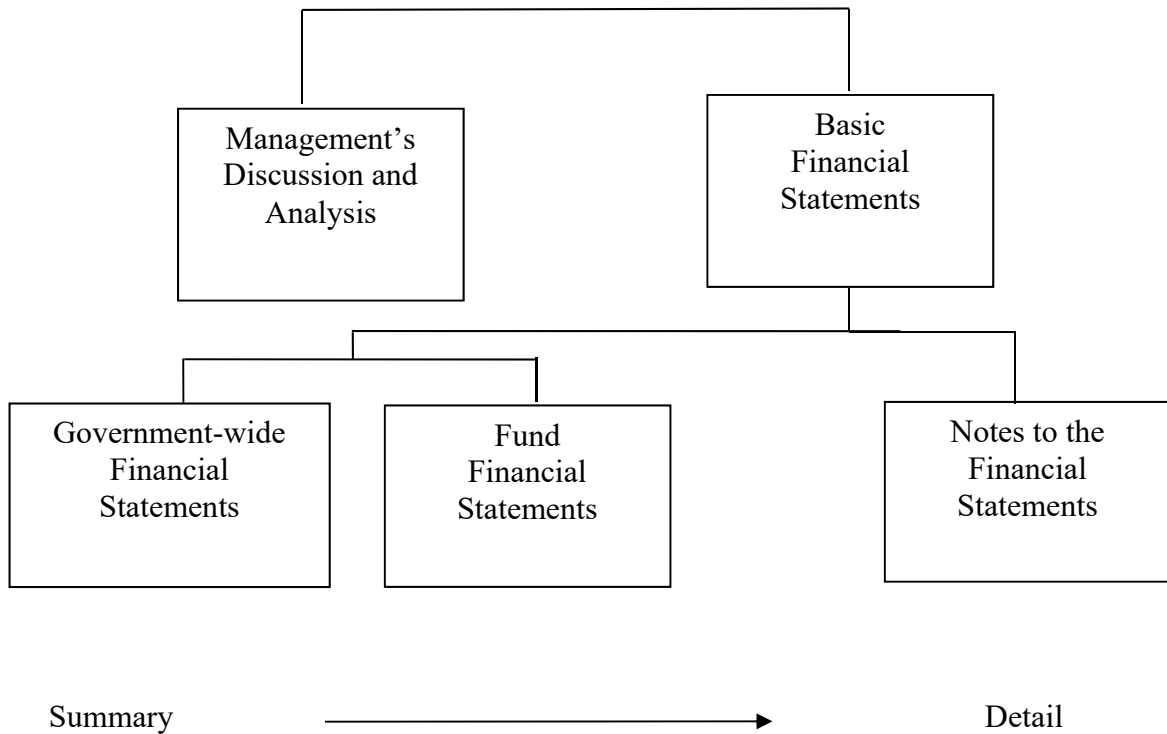 Management’s
Discussion and
Analysis
Basic
Financial
Statements
Government-wide
Financial
Statements
Fund
Financial
Statements
Notes to the
Financial
Statements
Summary
Detail